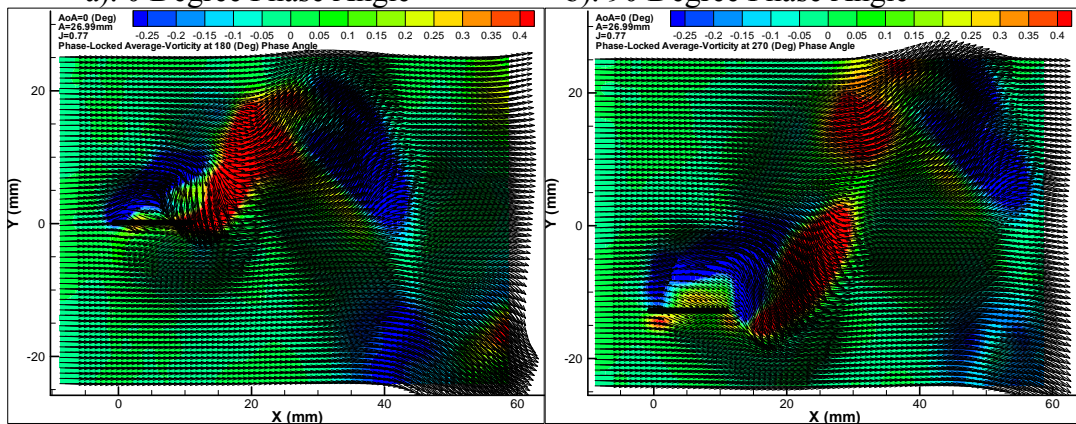 a). 0 Degree Phase Angle b). 90 Degree Phase Angle
AoA=0 (Deg)
A=26.99mm
J=0.77
-0.25 -0.2 -0.15 -0.1 -0.05 0 0.05 0.1 0.15 0.2 0.25 0.3 0.35 0.4
Phase-Locked Average-Vorticity at 180 (Deg) Phase Angle
20
0
-20
Y (mm)
0 20 40 60
X (mm)
AoA=0 (Deg)
A=26.99mm
J=0.77
-0.25 -0.2 -0.15 -0.1 -0.05 0 0.05 0.1 0.15 0.2 0.25 0.3 0.35 0.4
Phase-Locked Average-Vorticity at 270 (Deg) Phase Angle
20
0
-20
Y (mm)
0 20 40 60
X (mm)